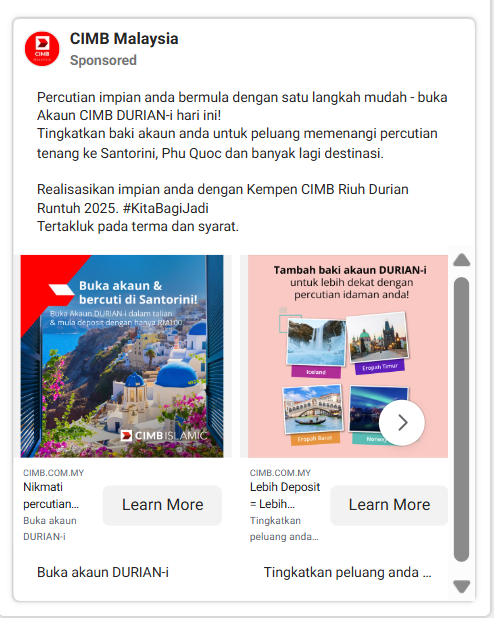 CIMB Malaysia
CIMB
Sponsored
Percutian impian anda bermula dengan satu langkah mudah - buka
Akaun CIMB DURIAN-i hari ini!
Tingkatkan baki akaun anda untuk peluang memenangi percutian
tenang ke Santorini, Phu Quoc dan banyak lagi destinasi.
Realisasikan impian anda dengan Kempen CIMB Riuh Durian
Runtuh 2025. #KitaBagiJadi
Tertakluk pada terma dan syarat.
Buka akaun &
bercuti di Santorini!
Buka Akaun DURIAN-i dalam talian
& mula deposit dengan hanya RM100
CIMB ISLAMIC
Tambah baki akaun DURIAN-i
untuk lebih dekat dengan
percutian idaman anda!
Iceland
Eropah Timur
Eropah Barat
Norway
CIMB.COM.MY
Nikmati
percutian...
Buka akaun
DURIAN-i
Learn More
CIMB.COM.MY
Lebih Deposit
= Lebih...
Tingkatkan
peluang anda...
Learn More
Buka akaun DURIAN-i
Tingkatkan peluang anda ...